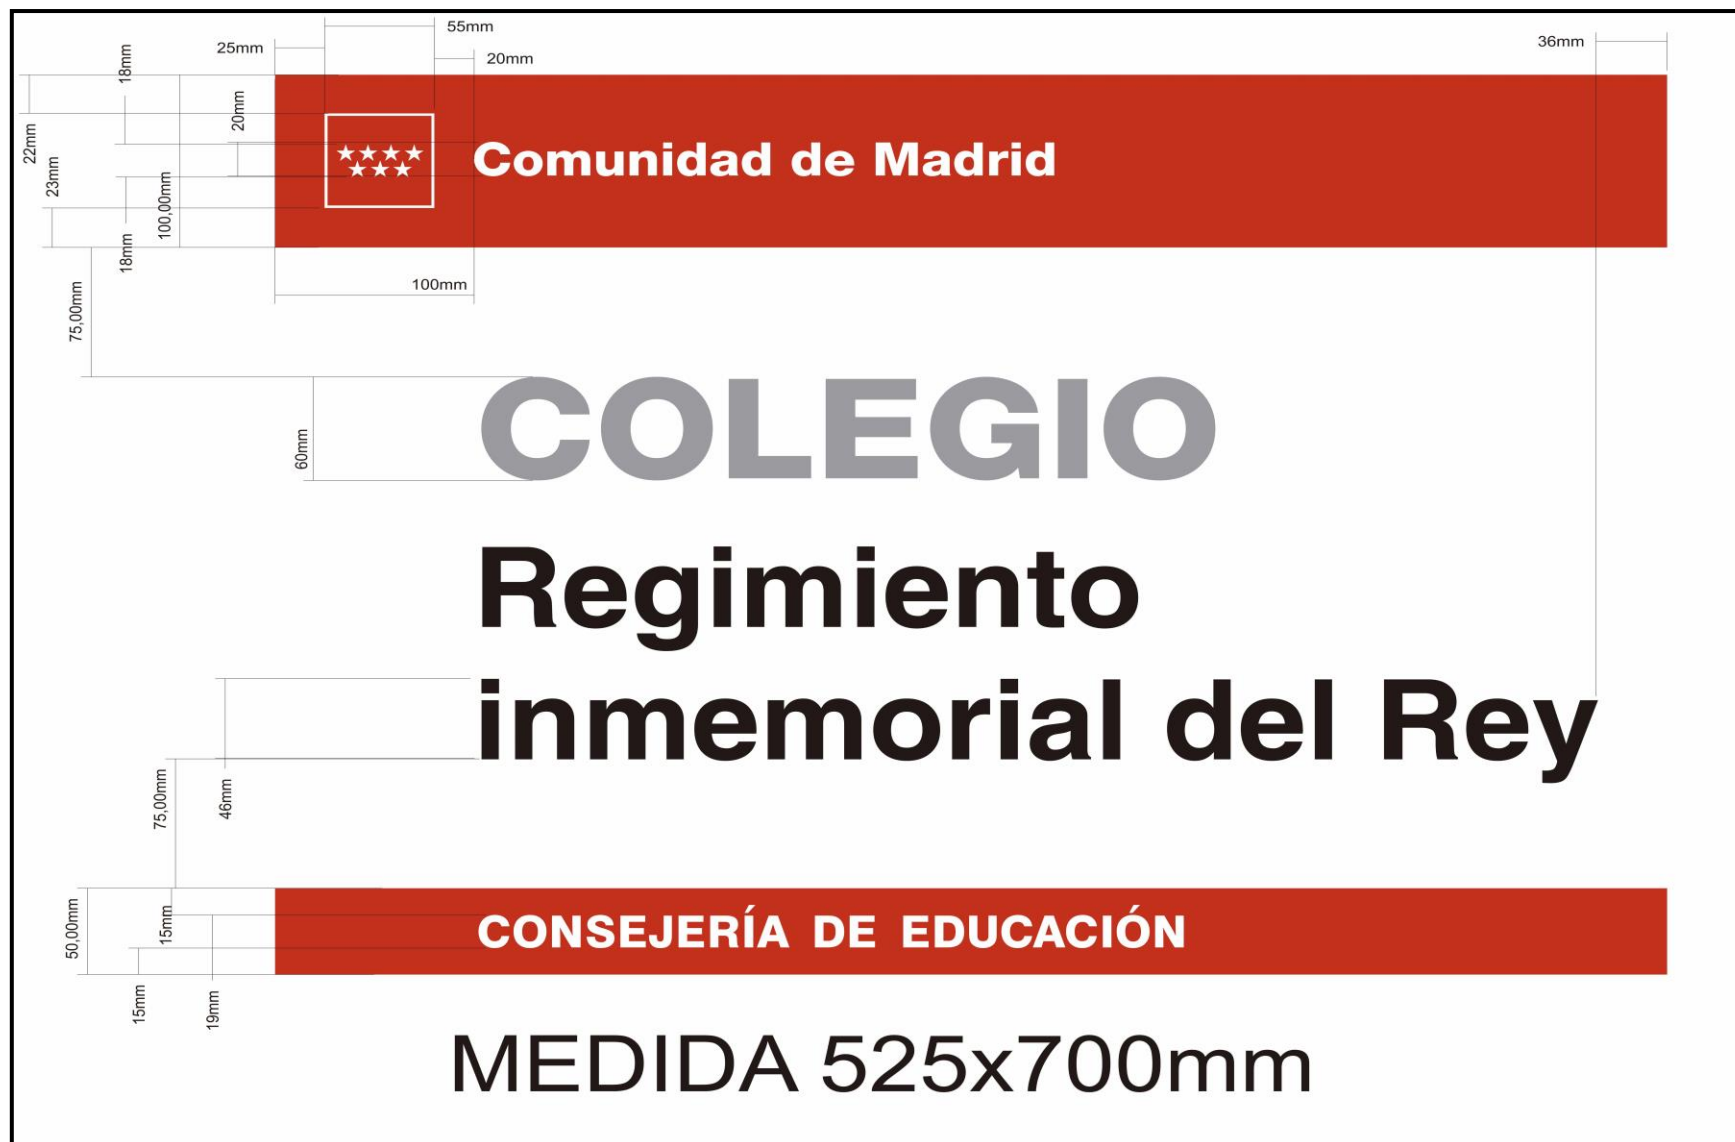 55mm
25mm
20mm
36mm
18mm
20mm
22mm
23mm
100,00mm
18mm
Comunidad de Madrid
100mm
75,00mm
COLEGIO
60mm
Regimiento
inmemorial del Rey
75,00mm
46mm
50,00mm
15mm
CONSEJERÍA DE EDUCACIÓN
15mm
19mm
MEDIDA 525x700mm